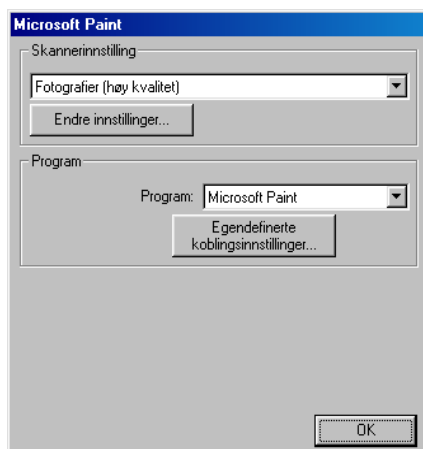 Microsoft Paint
Skannerinnstilling
Fotografier (høy kvalitet)
Endre innstillinger...
Program
Program: Microsoft Paint
Egendefinerte
koblingsinnstillinger...
OK